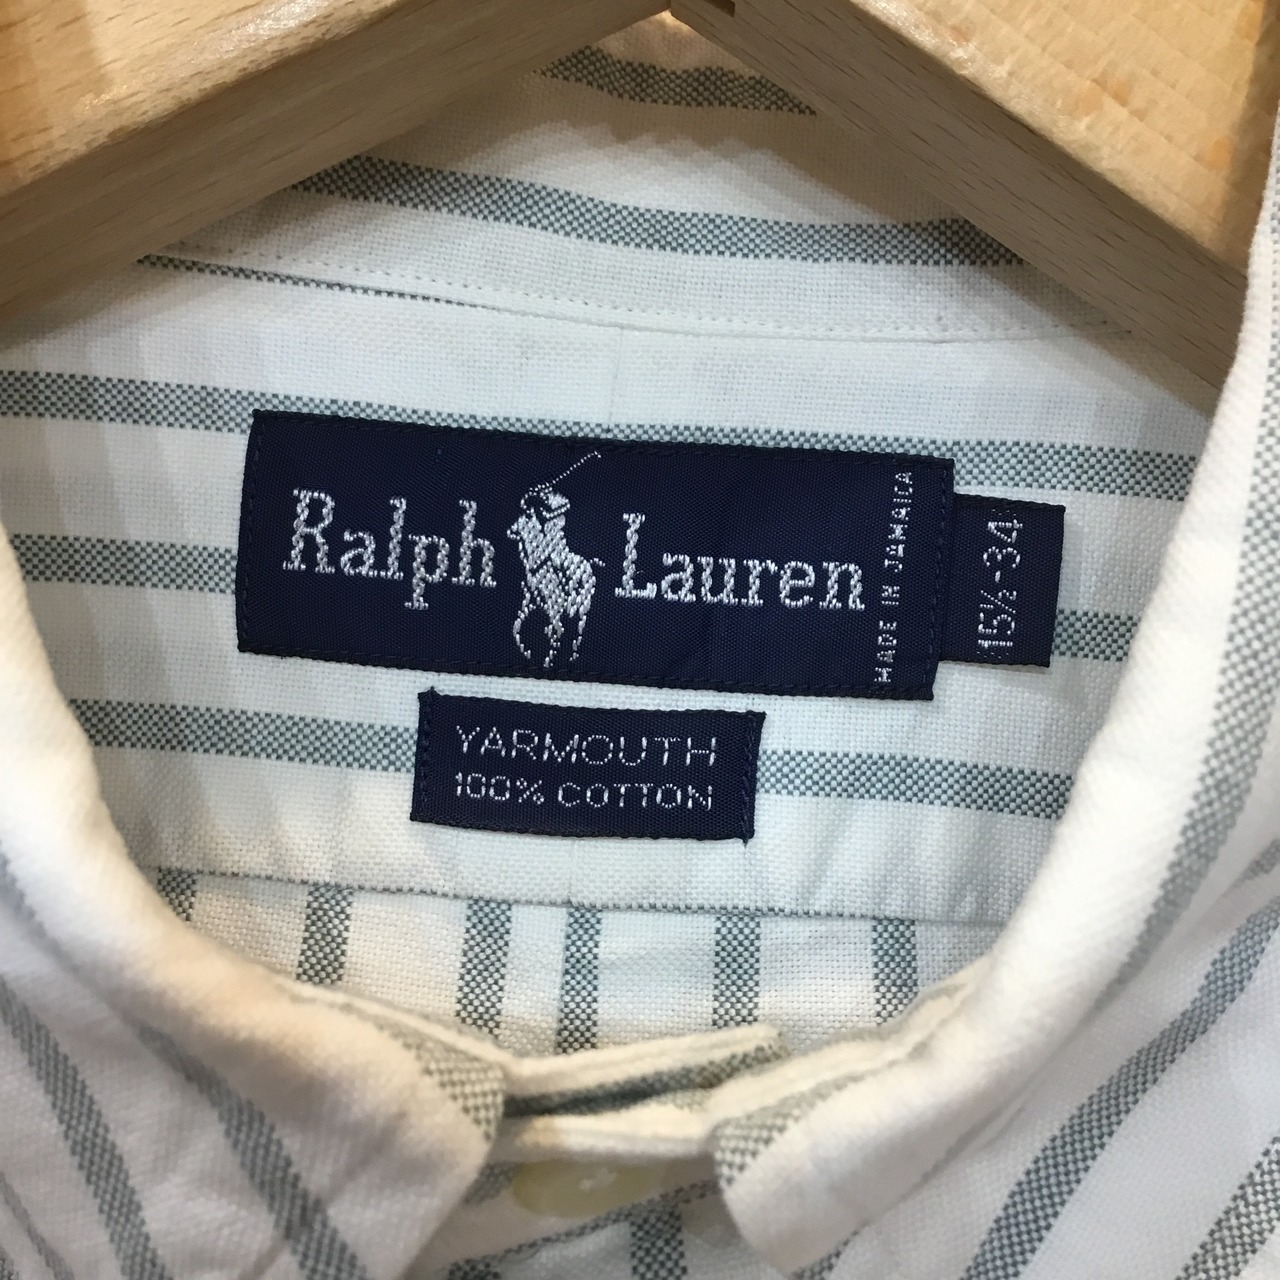 Ralph Lauren
MADE IN JAMAICA
15½-34
YARMOUTH
100% COTTON